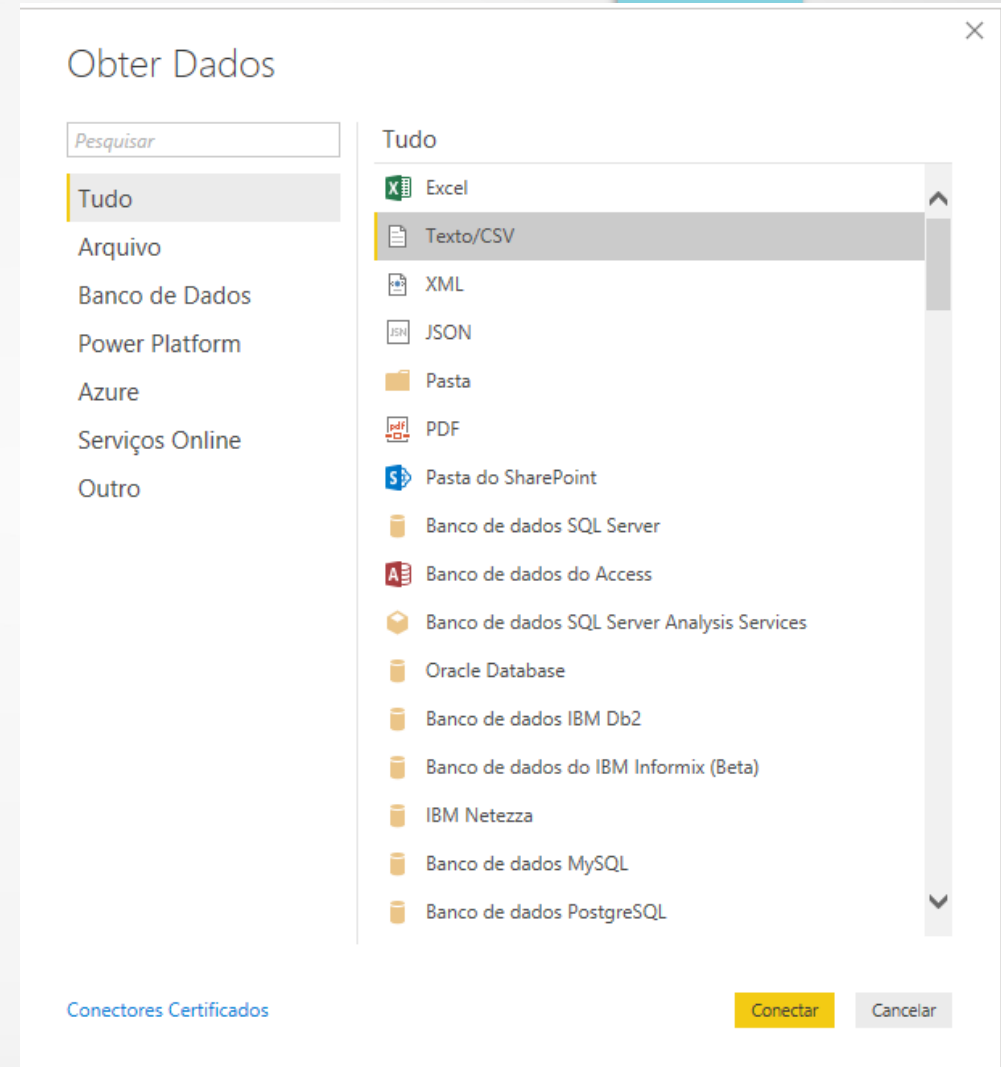 Obter Dados
Pesquisar
Tudo
Arquivo
Banco de Dados
Power Platform
Azure
Serviços Online
Outro
Tudo
Excel
Texto/CSV
XML
JSN JSON
Pasta
pdf PDF
Pasta do SharePoint
Banco de dados SQL Server
Banco de dados do Access
Banco de dados SQL Server Analysis Services
Oracle Database
Banco de dados IBM Db2
Banco de dados do IBM Informix (Beta)
IBM Netezza
Banco de dados MySQL
Banco de dados PostgreSQL
Conectores Certificados
Conectar
Cancelar